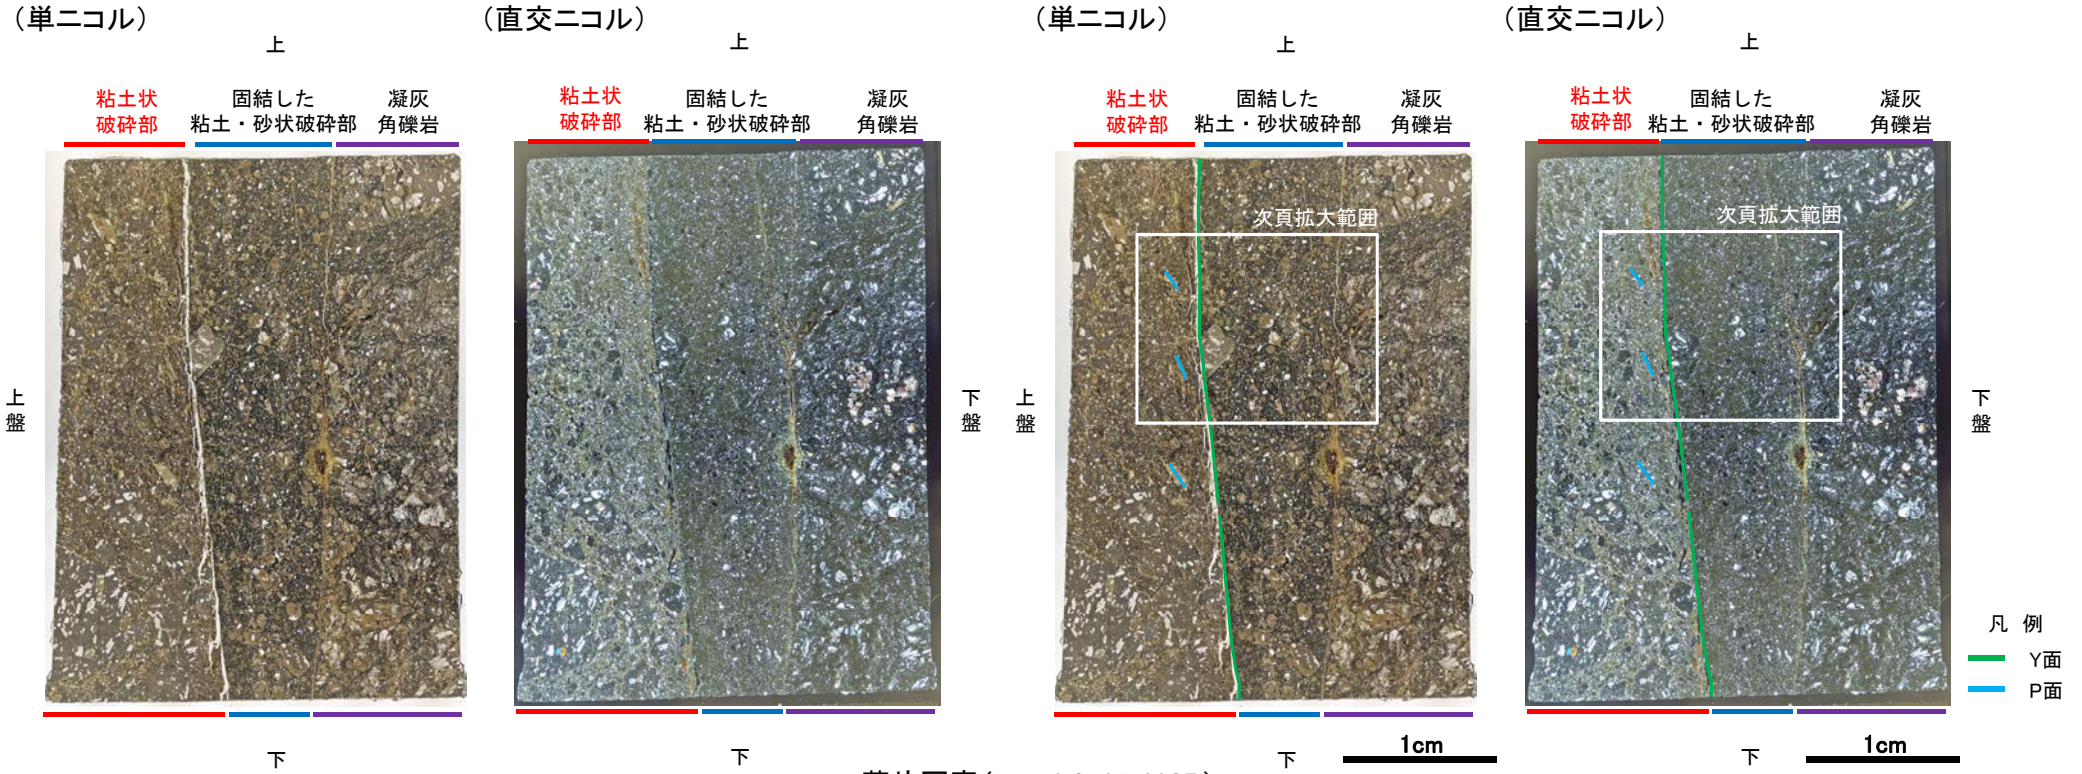 (単ニコル)
(直交ニコル)
(単ニコル)
(直交ニコル)
上
上
上
上
粘土状
破砕部
固結した
粘土・砂状破砕部
凝灰
角礫岩
粘土状
破砕部
固結した
粘土・砂状破砕部
凝灰
角礫岩
粘土状
破砕部
固結した
粘土・砂状破砕部
凝灰
角礫岩
粘土状
破砕部
固結した
粘土・砂状破砕部
凝灰
角礫岩
次頁拡大範囲
次頁拡大範囲
上盤
下盤
上盤
下盤
凡 例
Y面
P面
1cm
1cm
下
下
下
下